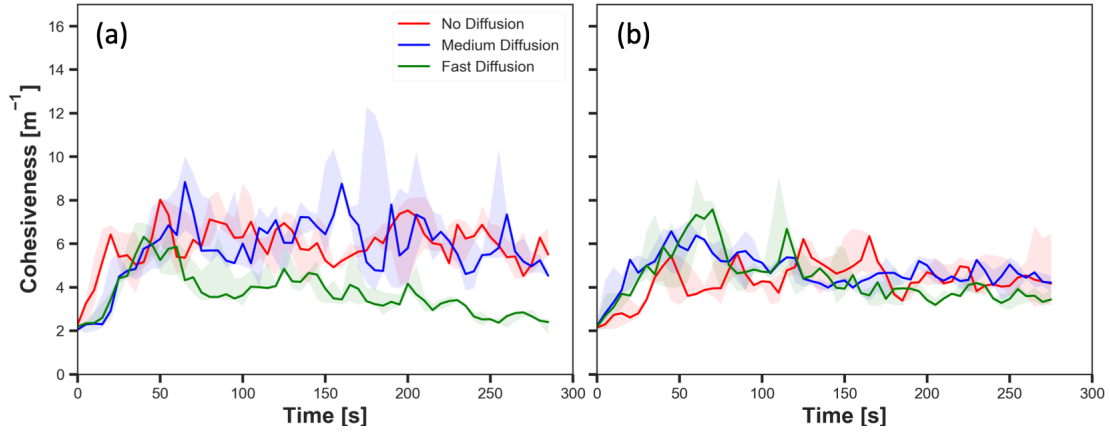 (a)
No Diffusion
Medium Diffusion
Fast Diffusion
Cohesiveness [m⁻¹]
16
14
12
10
8
6
4
2
0
0 50 100 150 200 250 300
Time [s]
(b)
0 50 100 150 200 250 300
Time [s]